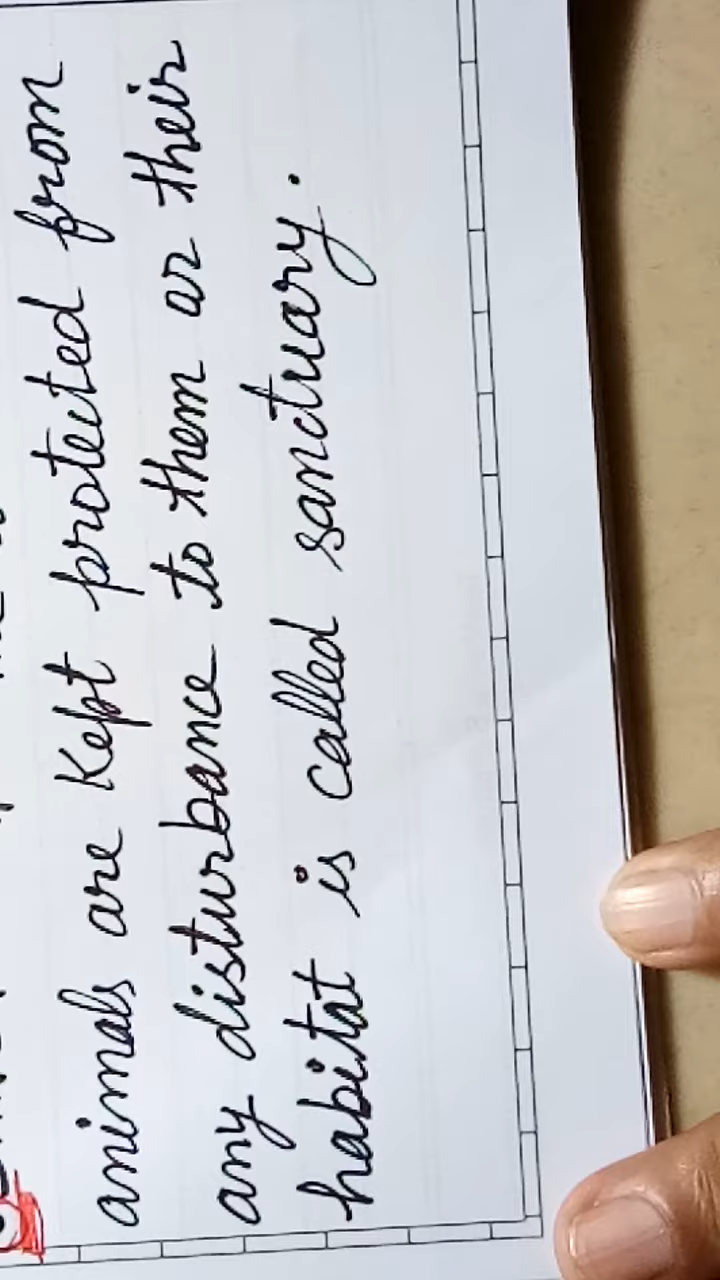 animals are kept protected from
any disturbance to them or their
habitat is called sanctuary.